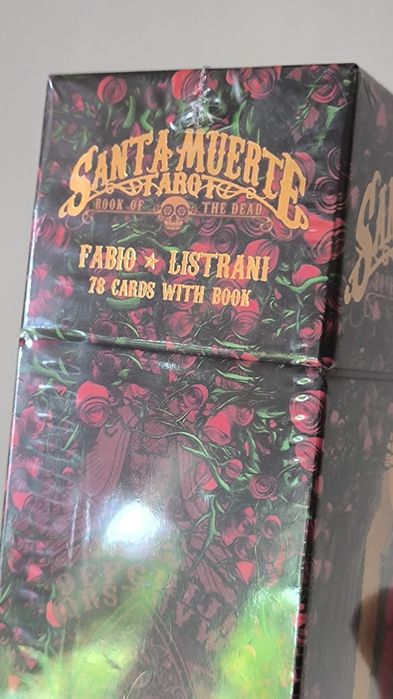 SANTA MUERTE
TAROT
BOOK OF THE DEAD
FABIO ★ LISTRANI
78 CARDS WITH BOOK